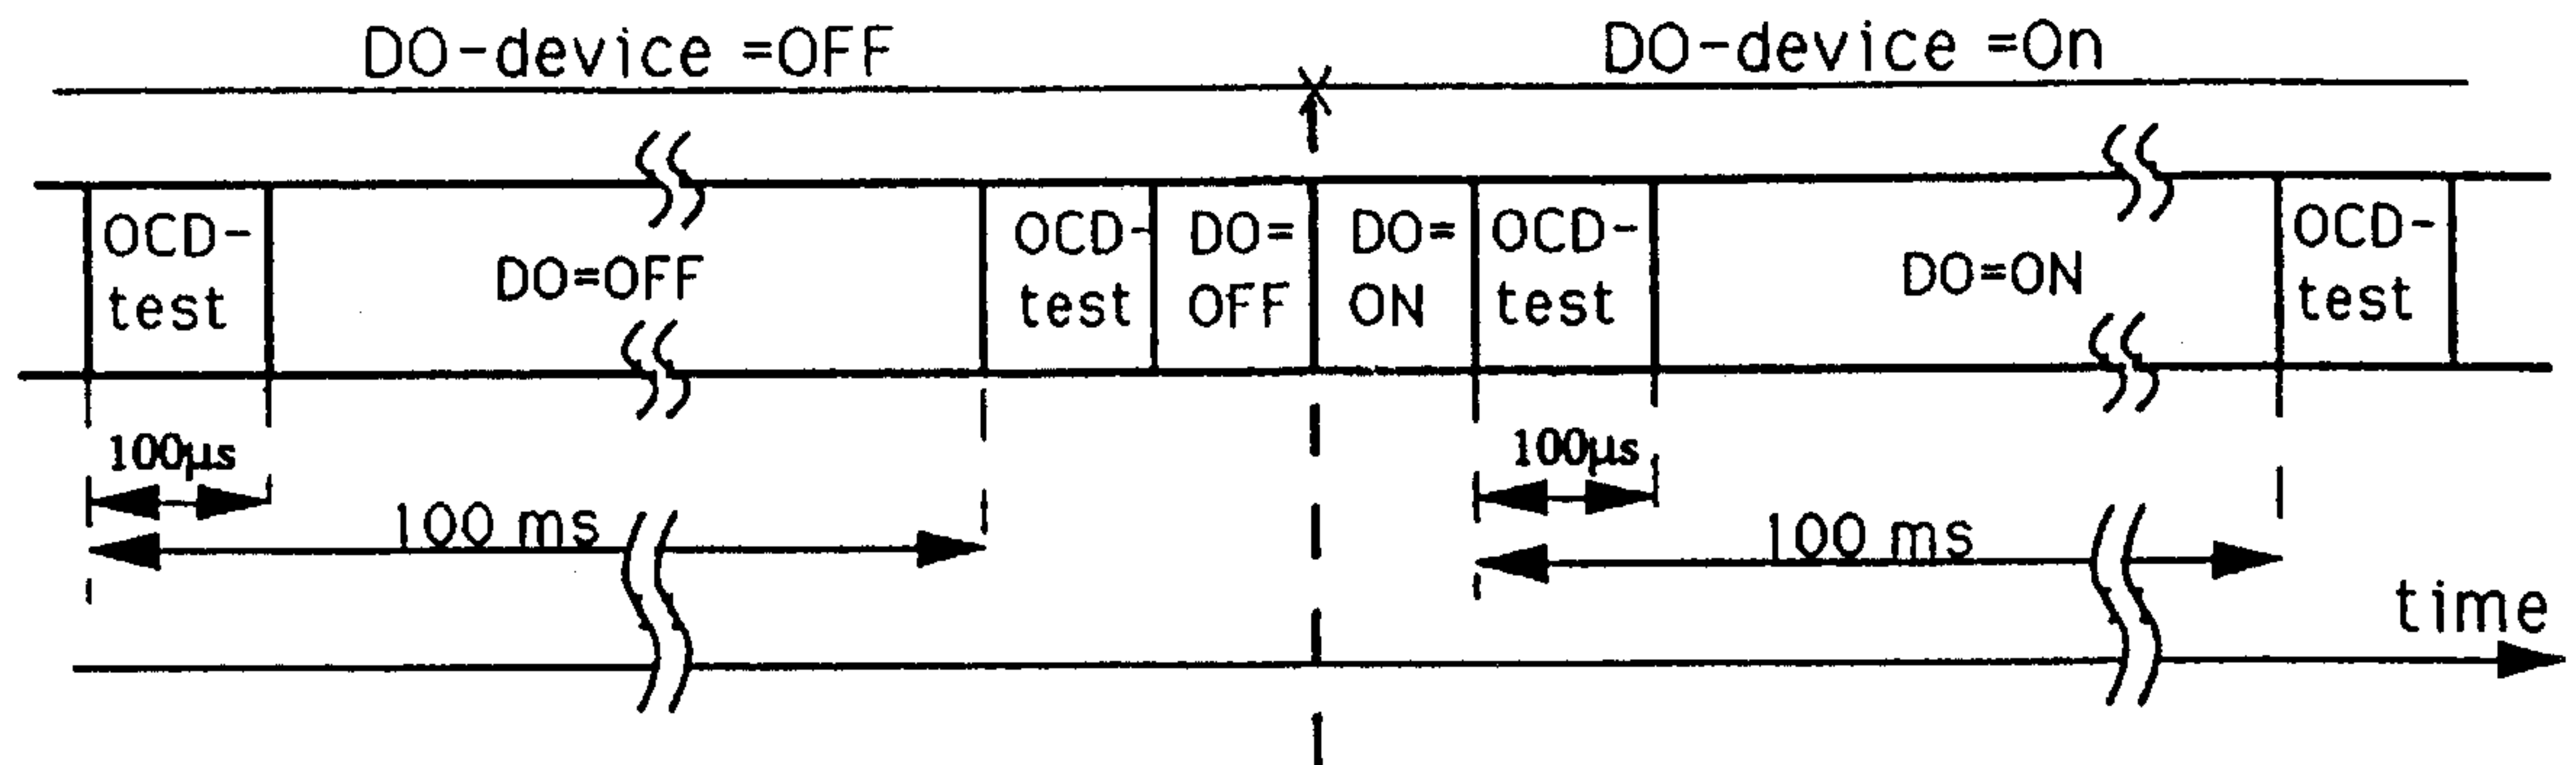 DO-device =OFF
DO-device =On
OCD-
test
DO=OFF
OCD-
test
DO=
OFF
DO=
ON
OCD-
test
DO=ON
OCD-
test
100µs
100µs
100 ms
100 ms
time